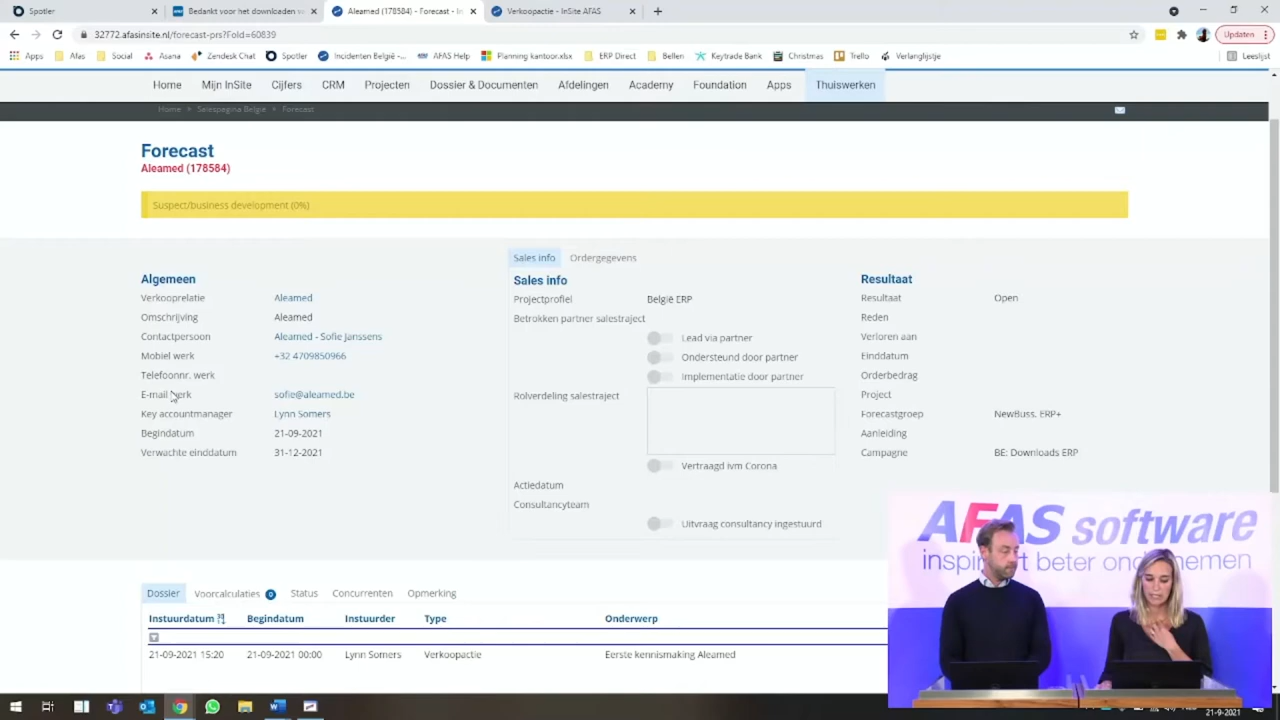 Spotler
Bedankt voor het downloaden v
Aleamed (178584) - Forecast - In
Verkoopactie - InSite AFAS
32772.afasinsite.nl/forecast-prs?FoId=60839
Updaten
Apps Afas Social Asana Zendesk Chat Spotler Incidenten België -... AFAS Help Planning kantoor.xlsx ERP Direct Bellen Keytrade Bank Christmas Trello Verlanglijstje Leeslijst
Home Mijn InSite Cijfers CRM Projecten Dossier & Documenten Afdelingen Academy Foundation Apps Thuiswerken
Home » Salespagina België » Forecast
Forecast
Aleamed (178584)
Suspect/business development (0%)
Sales info Ordergegevens
Algemeen
Verkooprelatie Aleamed
Omschrijving Aleamed
Contactpersoon Aleamed - Sofie Janssens
Mobiel werk +32 4709850966
Telefoonnr. werk
E-mail werk sofie@aleamed.be
Key accountmanager Lynn Somers
Begindatum 21-09-2021
Verwachte einddatum 31-12-2021
Sales info
Projectprofiel België ERP
Betrokken partner salestraject
Lead via partner
Ondersteund door partner
Implementatie door partner
Rolverdeling salestraject
Vertraagd ivm Corona
Actiedatum
Consultancyteam
Uitvraag consultancy ingestuurd
Resultaat
Resultaat Open
Reden
Verloren aan
Einddatum
Orderbedrag
Project
Forecastgroep NewBuss. ERP+
Aanleiding
Campagne BE: Downloads ERP
AFAS software
Dossier Voorcalculaties 0 Status Concurrenten Opmerking
Instuurdatum Begindatum Instuurder Type Onderwerp
21-09-2021 15:20 21-09-2021 00:00 Lynn Somers Verkoopactie Eerste kennismaking Aleamed
21-9-2021